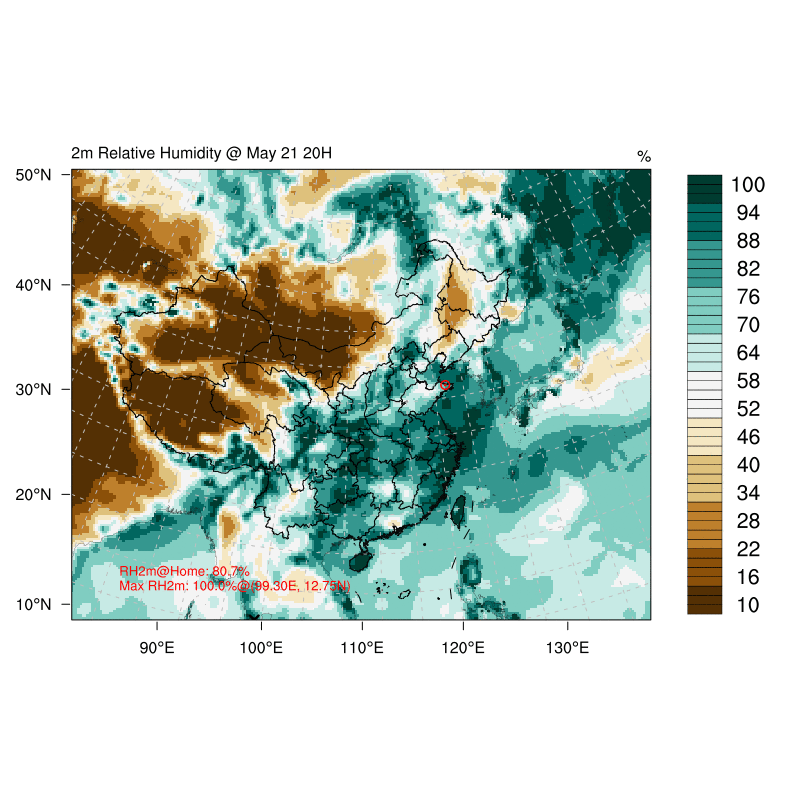 2m Relative Humidity @ May 21 20H
%
50°N
40°N
30°N
20°N
10°N
90°E
100°E
110°E
120°E
130°E
RH2m@Home: 80.7%
Max RH2m: 100.0%@(99.30E, 12.75N)
100
94
88
82
76
70
64
58
52
46
40
34
28
22
16
10